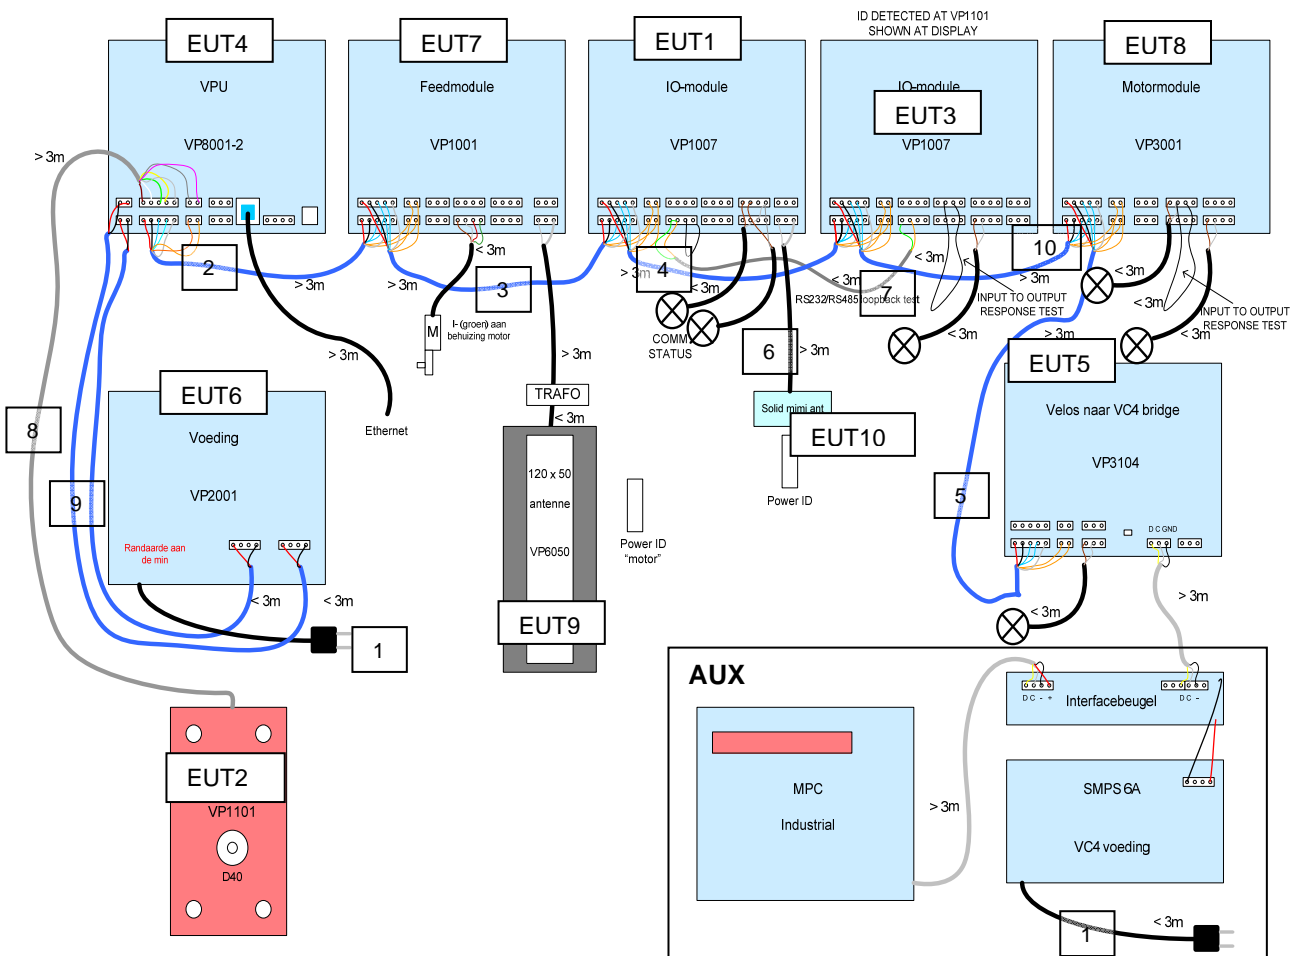 ID DETECTED AT VP1101
SHOWN AT DISPLAY
EUT4
VPU
VP8001-2
EUT7
Feedmodule
VP1001
EUT1
IO-module
VP1007
IO-module
EUT3
VP1007
EUT8
Motormodule
VP3001
> 3m
2
> 3m
> 3m
3
> 3m
< 3m
> 3m
4
< 3m
< 3m
< 3m
7
RS232/RS485 loopback test
< 3m
10
> 3m
< 3m
< 3m
INPUT TO OUTPUT
RESPONSE TEST
INPUT TO OUTPUT
RESPONSE TEST
M
I- (groen) aan
behuizing motor
COMM
STATUS
6
> 3m
< 3m
< 3m
> 3m
> 3m
> 3m
TRAFO
< 3m
Ethernet
Solid mimi ant
EUT10
Power ID
EUT5
Velos naar VC4 bridge
VP3104
D C GND
5
EUT6
Voeding
VP2001
Randaarde aan
de min
8
9
< 3m
< 3m
1
120 x 50
antenne
VP6050
EUT9
Power ID
"motor"
< 3m
> 3m
EUT2
VP1101
D40
AUX
MPC
Industrial
> 3m
D C - +
D C -
Interfacebeugel
SMPS 6A
VC4 voeding
1
< 3m